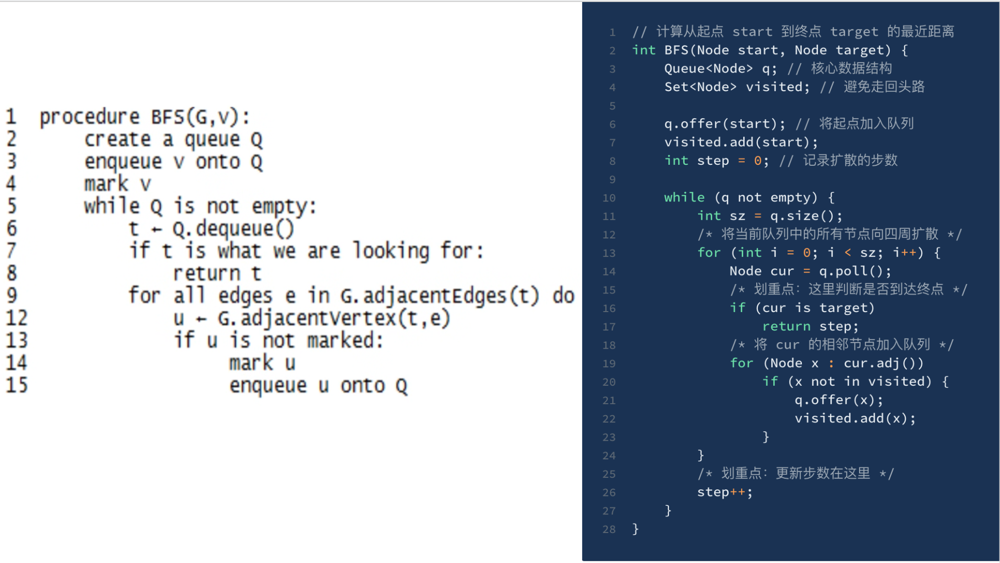 1 procedure BFS(G,v):
2 create a queue Q
3 enqueue v onto Q
4 mark v
5 while Q is not empty:
6 t ← Q.dequeue()
7 if t is what we are looking for:
8 return t
9 for all edges e in G.adjacentEdges(t) do
12 u ← G.adjacentVertex(t,e)
13 if u is not marked:
14 mark u
15 enqueue u onto Q
1 // 计算从起点 start 到终点 target 的最近距离
2 int BFS(Node start, Node target) {
3 Queue<Node> q; // 核心数据结构
4 Set<Node> visited; // 避免走回头路
5
6 q.offer(start); // 将起点加入队列
7 visited.add(start);
8 int step = 0; // 记录扩散的步数
9
10 while (q not empty) {
11 int sz = q.size();
12 /* 将当前队列中的所有节点向四周扩散 */
13 for (int i = 0; i < sz; i++) {
14 Node cur = q.poll();
15 /* 划重点：这里判断是否到达终点 */
16 if (cur is target)
17 return step;
18 /* 将 cur 的相邻节点加入队列 */
19 for (Node x : cur.adj())
20 if (x not in visited) {
21 q.offer(x);
22 visited.add(x);
23 }
24 }
25 /* 划重点：更新步数在这里 */
26 step++;
27 }
28 }